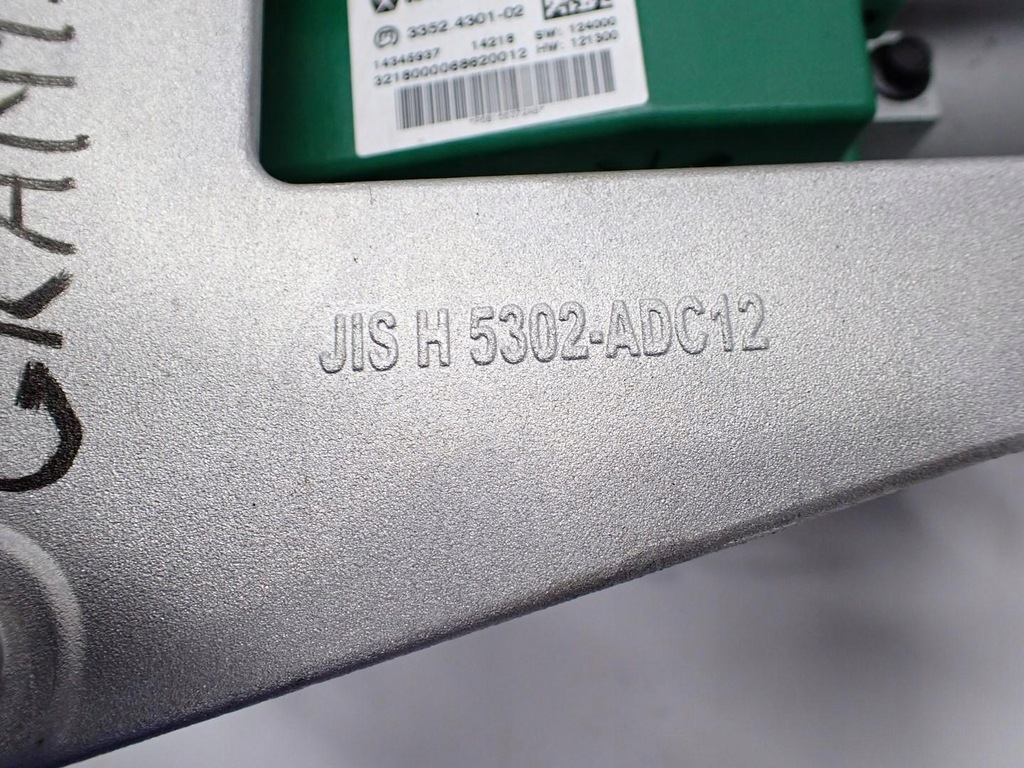 3352.4301-02
14218 SW: 124000
14345937 HW: 121300
3218000068620012
JIS H 5302-ADC12